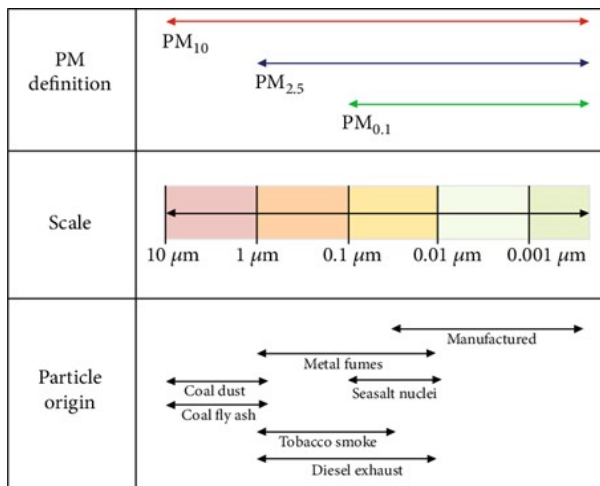 PM
definition
PM10
PM2.5
PM0.1
Scale
10 μm
1 μm
0.1 μm
0.01 μm
0.001 μm
Particle
origin
Manufactured
Metal fumes
Coal dust
Seasalt nuclei
Coal fly ash
Tobacco smoke
Diesel exhaust